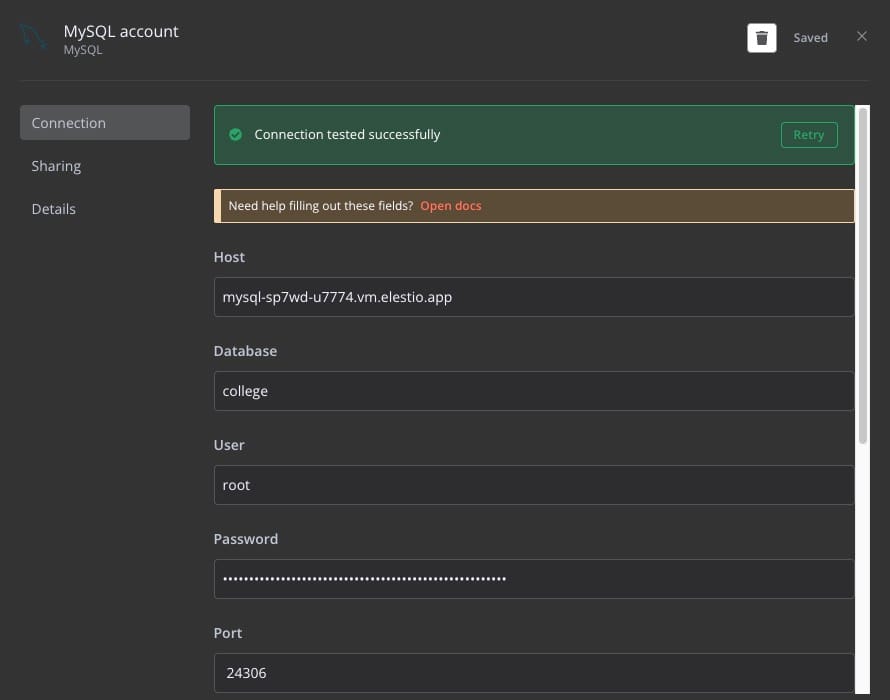 MySQL account
MySQL
Saved
Connection
Sharing
Details
Connection tested successfully
Retry
Need help filling out these fields? Open docs
Host
mysql-sp7wd-u7774.vm.elestio.app
Database
college
User
root
Password
Port
24306